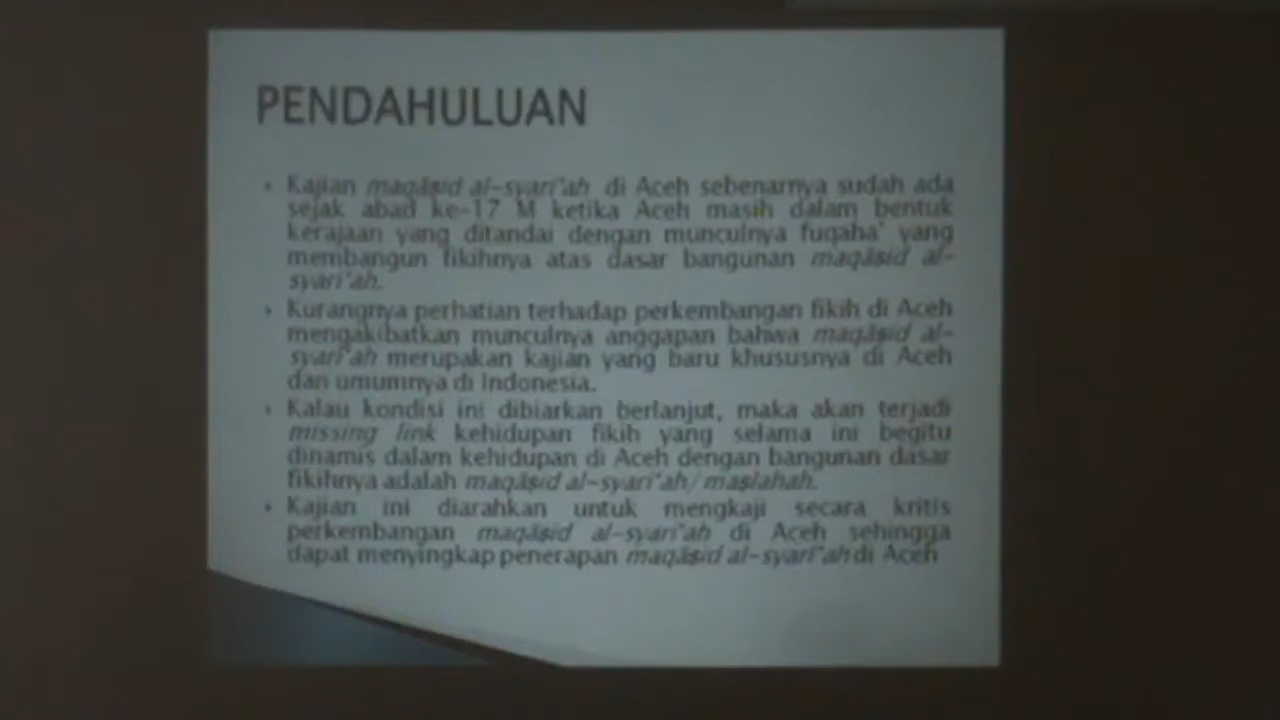 PENDAHULUAN
• Kajian maqāṣid al-syarī'ah di Aceh sebenarnya sudah ada
sejak abad ke-17 M ketika Aceh masih dalam bentuk
kerajaan yang ditandai dengan munculnya fuqaha' yang
membangun fikihnya atas dasar bangunan maqāṣid al-
syarī'ah.
• Kurangnya perhatian terhadap perkembangan fikih di Aceh
mengakibatkan munculnya anggapan bahwa maqāṣid al-
syarī'ah merupakan kajian yang baru khususnya di Aceh
dan umumnya di Indonesia.
• Kalau kondisi ini dibiarkan berlanjut, maka akan terjadi
missing link kehidupan fikih yang selama ini begitu
dinamis dalam kehidupan di Aceh dengan bangunan dasar
fikihnya adalah maqāṣid al-syarī'ah/maṣlahah.
• Kajian ini diarahkan untuk mengkaji secara kritis
perkembangan maqāṣid al-syarī'ah di Aceh sehingga
dapat menyingkap penerapan maqāṣid al-syarī'ah di Aceh